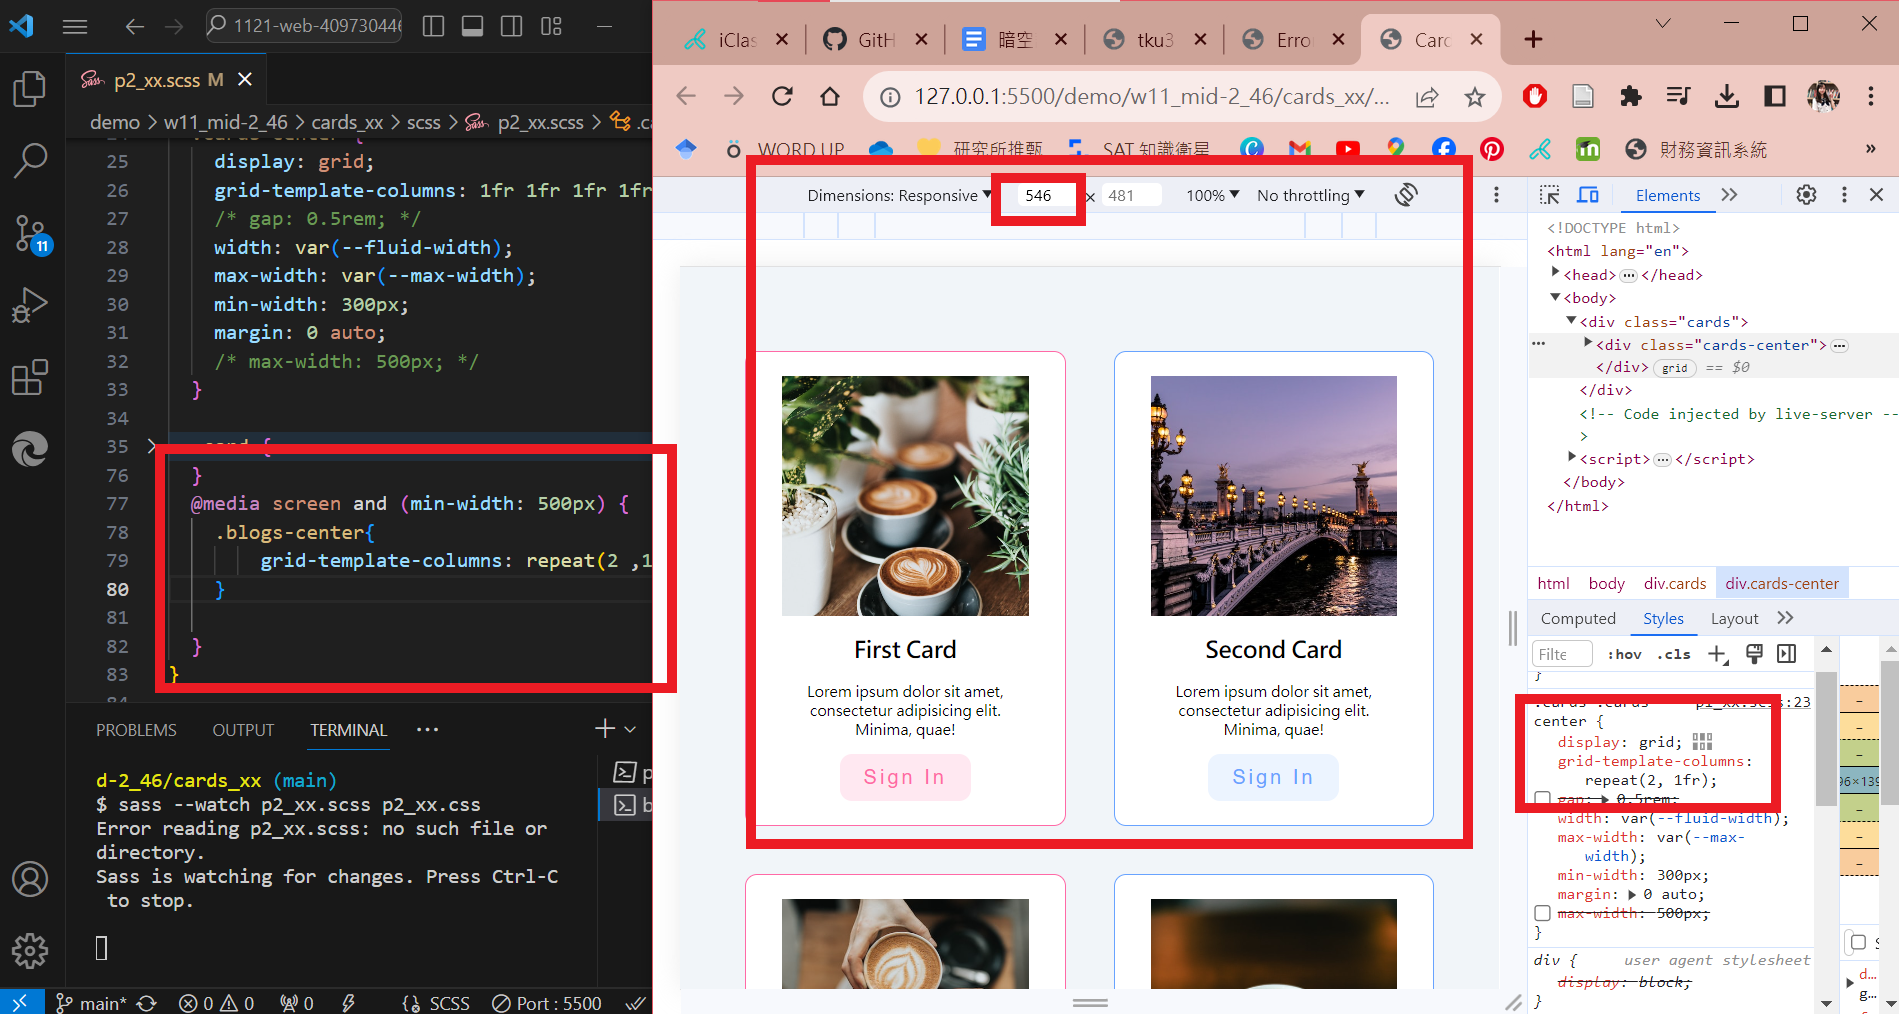 1121-web-40973044
p2_xx.scss M
demo > w11_mid-2_46 > cards_xx > scss > p2_xx.scss >
25 display: grid;
26 grid-template-columns: 1fr 1fr 1fr 1fr
27 /* gap: 0.5rem; */
28 width: var(--fluid-width);
29 max-width: var(--max-width);
30 min-width: 300px;
31 margin: 0 auto;
32 /* max-width: 500px; */
33 }
34
35 .card {
76 }
77 @media screen and (min-width: 500px) {
78 .blogs-center{
79 grid-template-columns: repeat(2 ,1
80 }
81
82 }
83 }
11
PROBLEMS OUTPUT TERMINAL ...
d-2_46/cards_xx (main)
$ sass --watch p2_xx.scss p2_xx.css
Error reading p2_xx.scss: no such file or
directory.
Sass is watching for changes. Press Ctrl-C
to stop.
p
b
main* 0 0 0 {} SCSS Port : 5500
iClas GitH 暗空 tku3 Erro Card
127.0.0.1:5500/demo/w11_mid-2_46/cards_xx/...
WORD UP 研究所推甄 SAT 知識衛星 財務資訊系統 »
Dimensions: Responsive 546 × 481 100% No throttling
First Card
Lorem ipsum dolor sit amet,
consectetur adipisicing elit.
Minima, quae!
Sign In
Second Card
Lorem ipsum dolor sit amet,
consectetur adipisicing elit.
Minima, quae!
Sign In
Elements
<!DOCTYPE html>
<html lang="en">
<head> ... </head>
<body>
<div class="cards">
... <div class="cards-center"> ...
</div> grid == $0
</div>
<!-- Code injected by live-server --
>
<script> ... </script>
</body>
</html>
html body div.cards div.cards-center
Computed Styles Layout
Filte :hov .cls
}
.cards .cards- p1_xx.scss:23
center {
display: grid;
grid-template-columns:
repeat(2, 1fr);
gap: 0.5rem;
width: var(--fluid-width);
max-width: var(--max-
width);
min-width: 300px;
margin: 0 auto;
max-width: 500px;
}
div { user agent stylesheet
display: block;
}
96×139
S
d...
g...